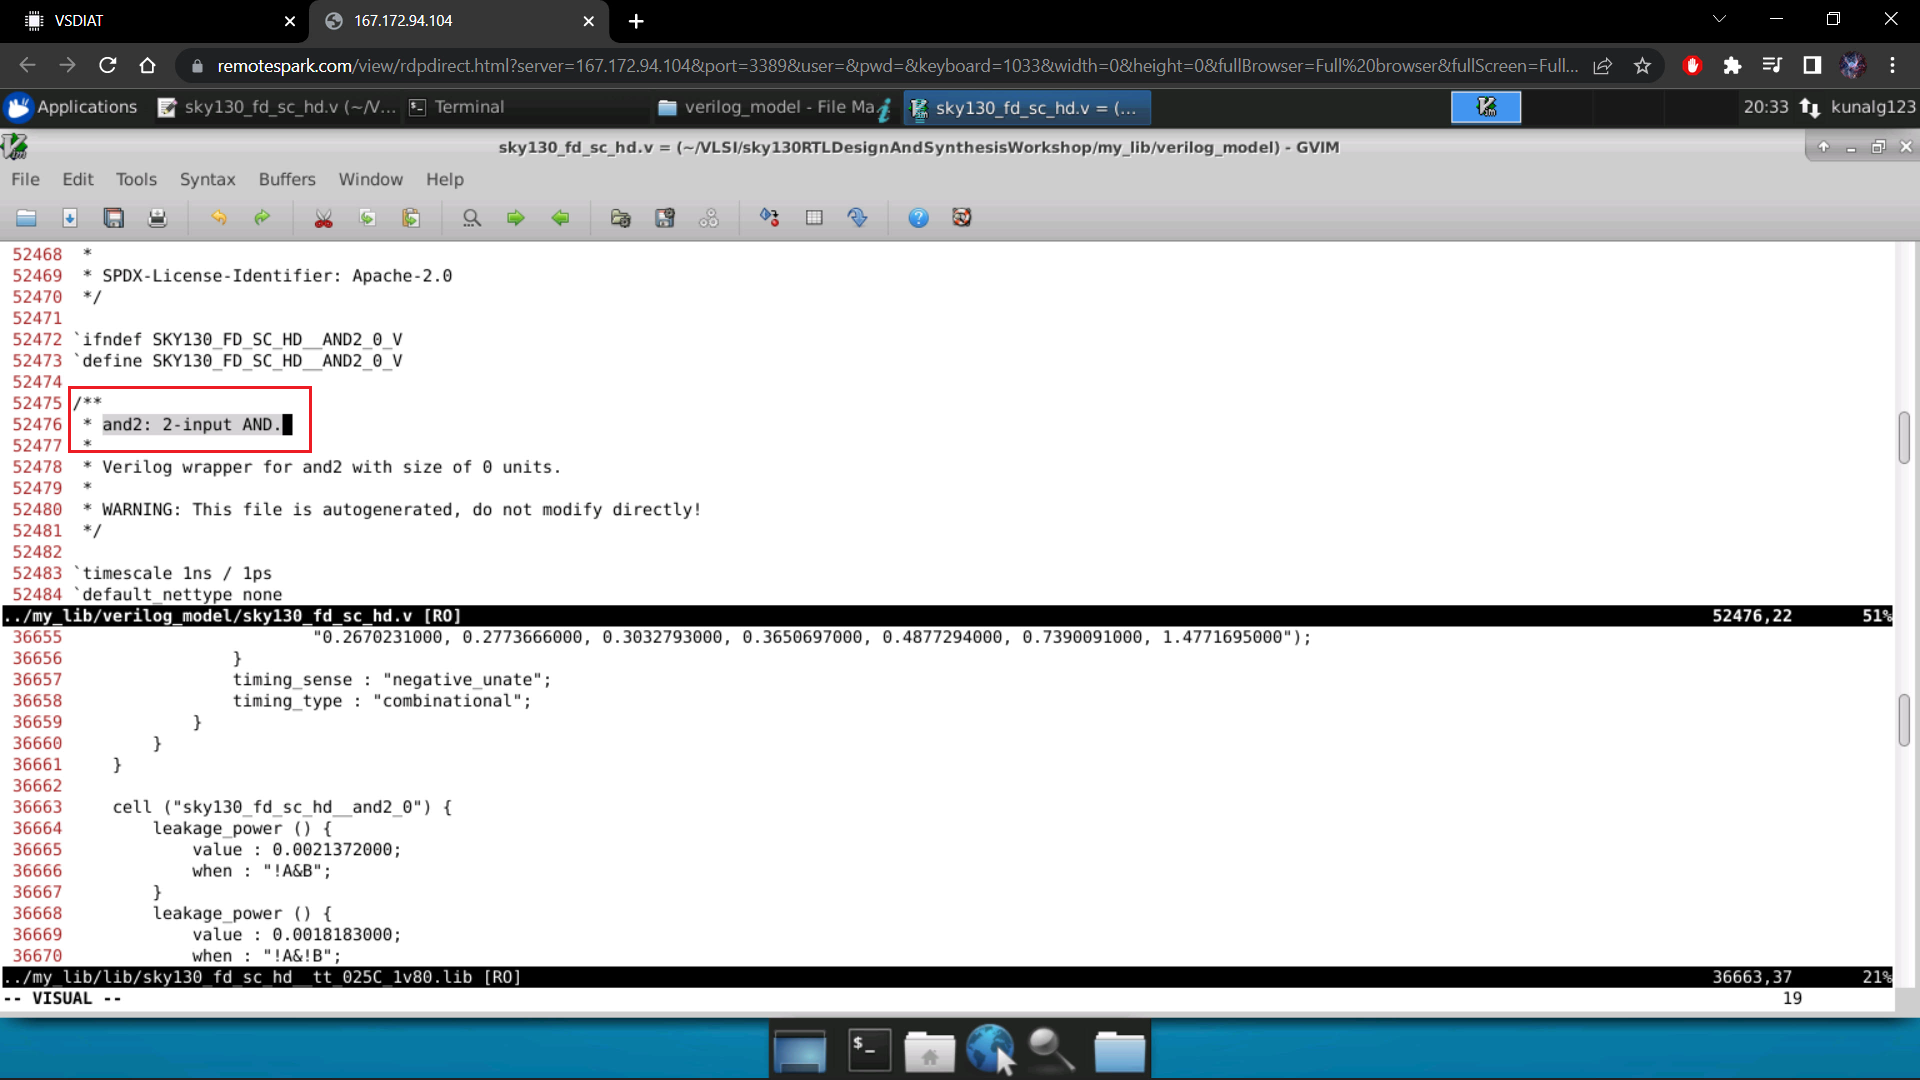 VSDIAT
167.172.94.104
remotespark.com/view/rdpdirect.html?server=167.172.94.104&port=3389&user=&pwd=&keyboard=1033&width=0&height=0&fullBrowser=Full%20browser&fullScreen=Full...
Applications
sky130_fd_sc_hd.v (~/V...
Terminal
verilog_model - File Ma
sky130_fd_sc_hd.v = (...
20:33
kunalg123
sky130_fd_sc_hd.v = (~/VLSI/sky130RTLDesignAndSynthesisWorkshop/my_lib/verilog_model) - GVIM
File Edit Tools Syntax Buffers Window Help
52468  *
52469  * SPDX-License-Identifier: Apache-2.0
52470  */
52471
52472 `ifndef SKY130_FD_SC_HD__AND2_0_V
52473 `define SKY130_FD_SC_HD__AND2_0_V
52474
52475 /**
52476  * and2: 2-input AND.
52477  *
52478  * Verilog wrapper for and2 with size of 0 units.
52479  *
52480  * WARNING: This file is autogenerated, do not modify directly!
52481  */
52482
52483 `timescale 1ns / 1ps
52484 `default_nettype none
../my_lib/verilog_model/sky130_fd_sc_hd.v [RO] 52476,22 51%
36655 "0.2670231000, 0.2773666000, 0.3032793000, 0.3650697000, 0.4877294000, 0.7390091000, 1.4771695000");
36656 }
36657 timing_sense : "negative_unate";
36658 timing_type : "combinational";
36659 }
36660 }
36661 }
36662
36663 cell ("sky130_fd_sc_hd__and2_0") {
36664 leakage_power () {
36665 value : 0.0021372000;
36666 when : "!A&B";
36667 }
36668 leakage_power () {
36669 value : 0.0018183000;
36670 when : "!A&!B";
../my_lib/lib/sky130_fd_sc_hd__tt_025C_1v80.lib [RO] 36663,37 21%
-- VISUAL -- 19